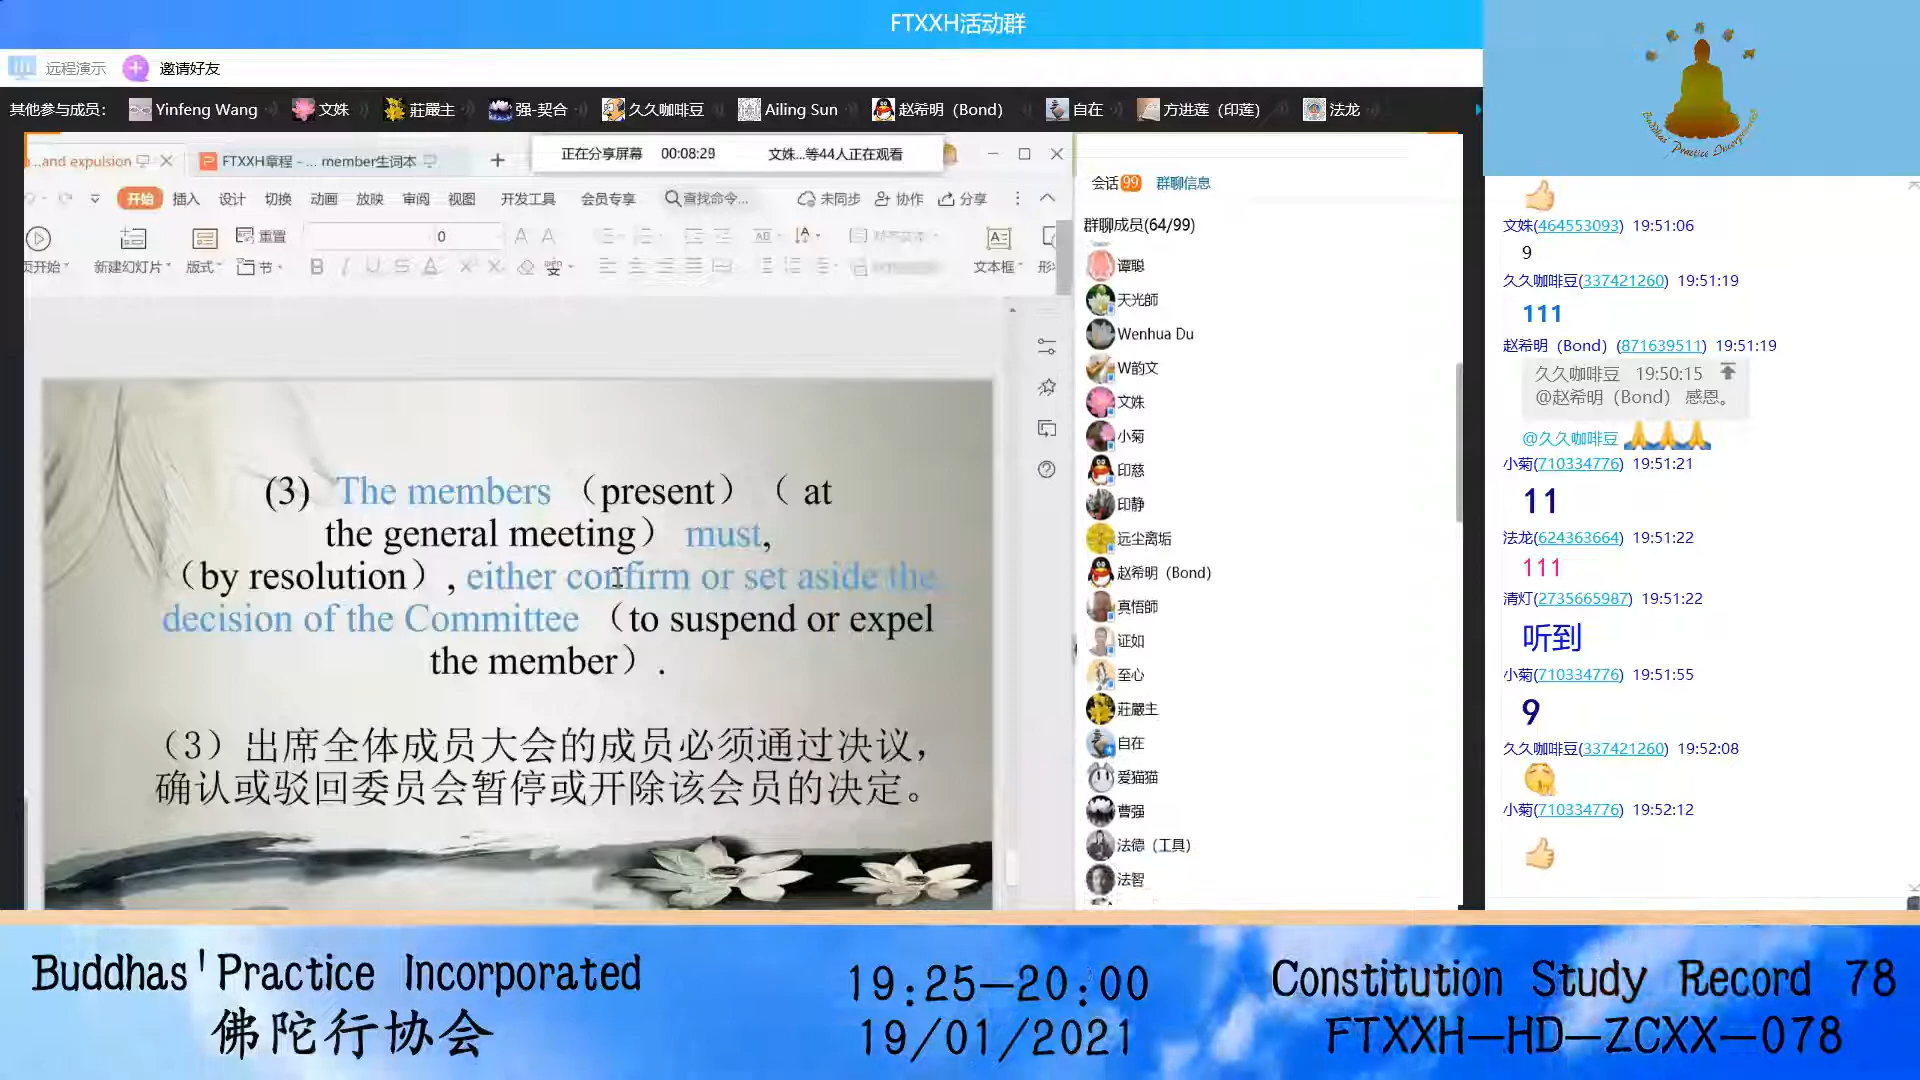 FTXXH活动群
远程演示 邀请好友
其他参与成员: Yinfeng Wang 文姝 莊嚴主 强-契合 久久咖啡豆 Ailing Sun 赵希明（Bond） 自在 方进莲（印莲） 法龙
...and expulsion FTXXH章程 - ... member生词本
正在分享屏幕 00:08:29 文姝...等44人正在观看
开始 插入 设计 切换 动画 放映 审阅 视图 开发工具 会员专享 查找命令... 未同步 协作 分享
重置 0
页开始 新建幻灯片 版式 节 文本框
(3) The members （present）（ at
the general meeting） must,
（by resolution）, either confirm or set aside the
decision of the Committee （to suspend or expel
the member）.
（3）出席全体成员大会的成员必须通过决议，
确认或驳回委员会暂停或开除该会员的决定。
会话 99 群聊信息
群聊成员(64/99)
谭聪
天光師
Wenhua Du
W韵文
文姝
小菊
印慈
印静
远尘离垢
赵希明（Bond）
真悟師
证如
至心
莊嚴主
自在
爱猫猫
曹强
法德（工具）
法智
Buddhas' Practice Incorporated
文姝(464553093) 19:51:06
9
久久咖啡豆(337421260) 19:51:19
111
赵希明（Bond）(871639511) 19:51:19
久久咖啡豆 19:50:15
@赵希明（Bond） 感恩。
@久久咖啡豆
小菊(710334776) 19:51:21
11
法龙(624363664) 19:51:22
111
清灯(2735665987) 19:51:22
听到
小菊(710334776) 19:51:55
9
久久咖啡豆(337421260) 19:52:08
小菊(710334776) 19:52:12
Buddhas'Practice Incorporated
佛陀行协会
19:25—20:00
19/01/2021
Constitution Study Record 78
FTXXH—HD—ZCXX—078